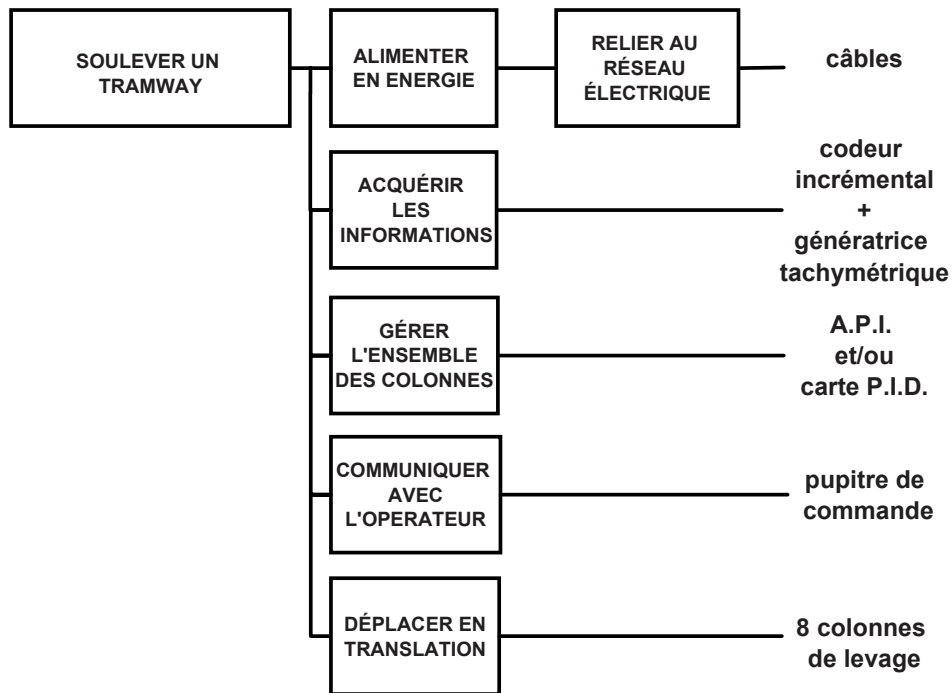 SOULEVER UN
TRAMWAY
ALIMENTER
EN ENERGIE
RELIER AU
RÉSEAU
ÉLECTRIQUE
câbles
ACQUÉRIR
LES
INFORMATIONS
codeur
incrémental
+
génératrice
tachymétrique
GÉRER
L'ENSEMBLE
DES COLONNES
A.P.I.
et/ou
carte P.I.D.
COMMUNIQUER
AVEC
L'OPERATEUR
pupitre de
commande
DÉPLACER EN
TRANSLATION
8 colonnes
de levage